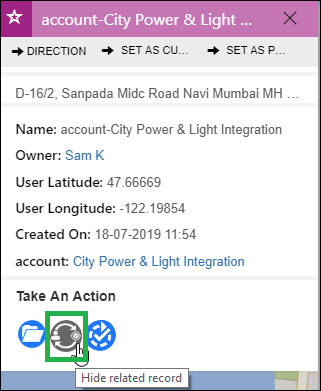 account-City Power & Light ...
DIRECTION SET AS CU... SET AS P...
D-16/2, Sanpada Midc Road Navi Mumbai MH ...
Name: account-City Power & Light Integration
Owner: Sam K
User Latitude: 47.66669
User Longitude: -122.19854
Created On: 18-07-2019 11:54
account: City Power & Light Integration
Take An Action
Hide related record